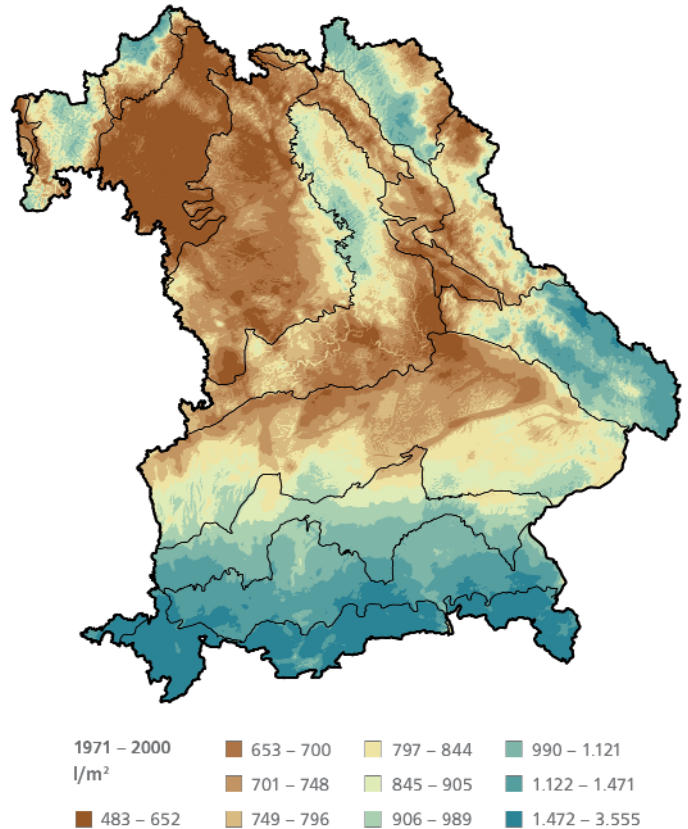 1971 – 2000
l/m²
483 – 652
653 – 700
701 – 748
749 – 796
797 – 844
845 – 905
906 – 989
990 – 1.121
1.122 – 1.471
1.472 – 3.555